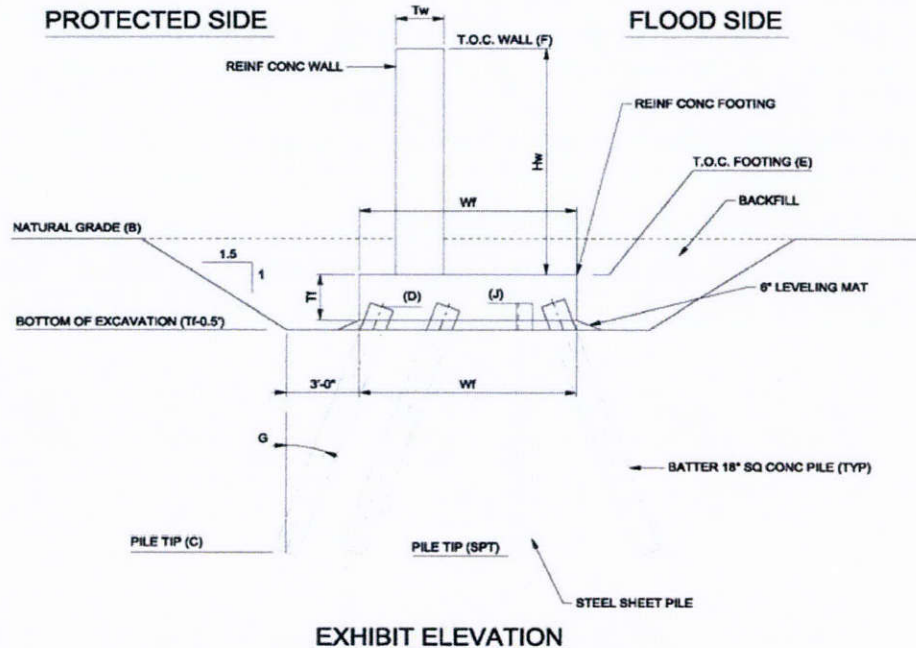 PROTECTED SIDE
Tw
FLOOD SIDE
T.O.C. WALL (F)
REINF CONC WALL
REINF CONC FOOTING
Hw
T.O.C. FOOTING (E)
Wf
BACKFILL
NATURAL GRADE (B)
1.5
1
Tf
(D)
(J)
6" LEVELING MAT
BOTTOM OF EXCAVATION (Tf-0.5')
3'-0"
Wf
G
BATTER 18" SQ CONC PILE (TYP)
PILE TIP (C)
PILE TIP (SPT)
STEEL SHEET PILE
EXHIBIT ELEVATION